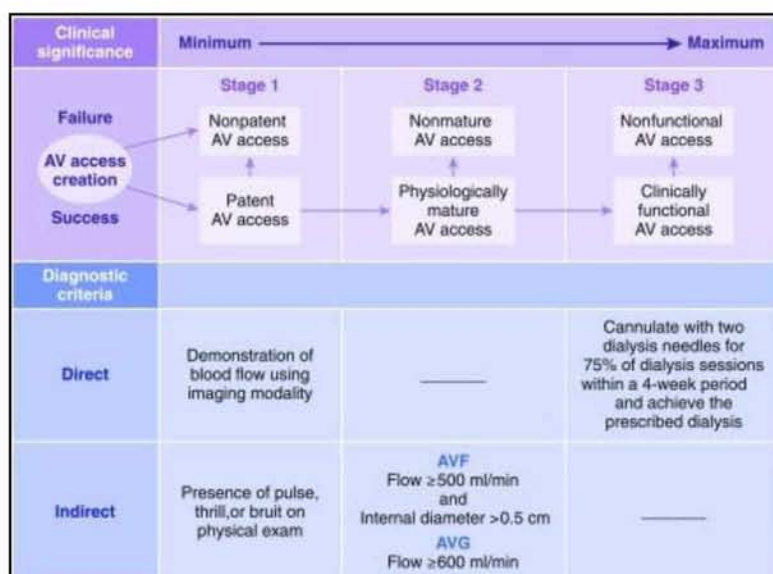 Clinical
significance
Minimum
Maximum
Stage 1
Stage 2
Stage 3
Failure
AV access
creation
Success
Nonpatent
AV access
Nonmature
AV access
Nonfunctional
AV access
Patent
AV access
Physiologically
mature
AV access
Clinically
functional
AV access
Diagnostic
criteria
Direct
Demonstration of
blood flow using
imaging modality
Cannulate with two
dialysis needles for
75% of dialysis sessions
within a 4-week period
and achieve the
prescribed dialysis
Indirect
Presence of pulse,
thrill,or bruit on
physical exam
AVF
Flow ≥500 ml/min
and
Internal diameter >0.5 cm
AVG
Flow ≥600 ml/min